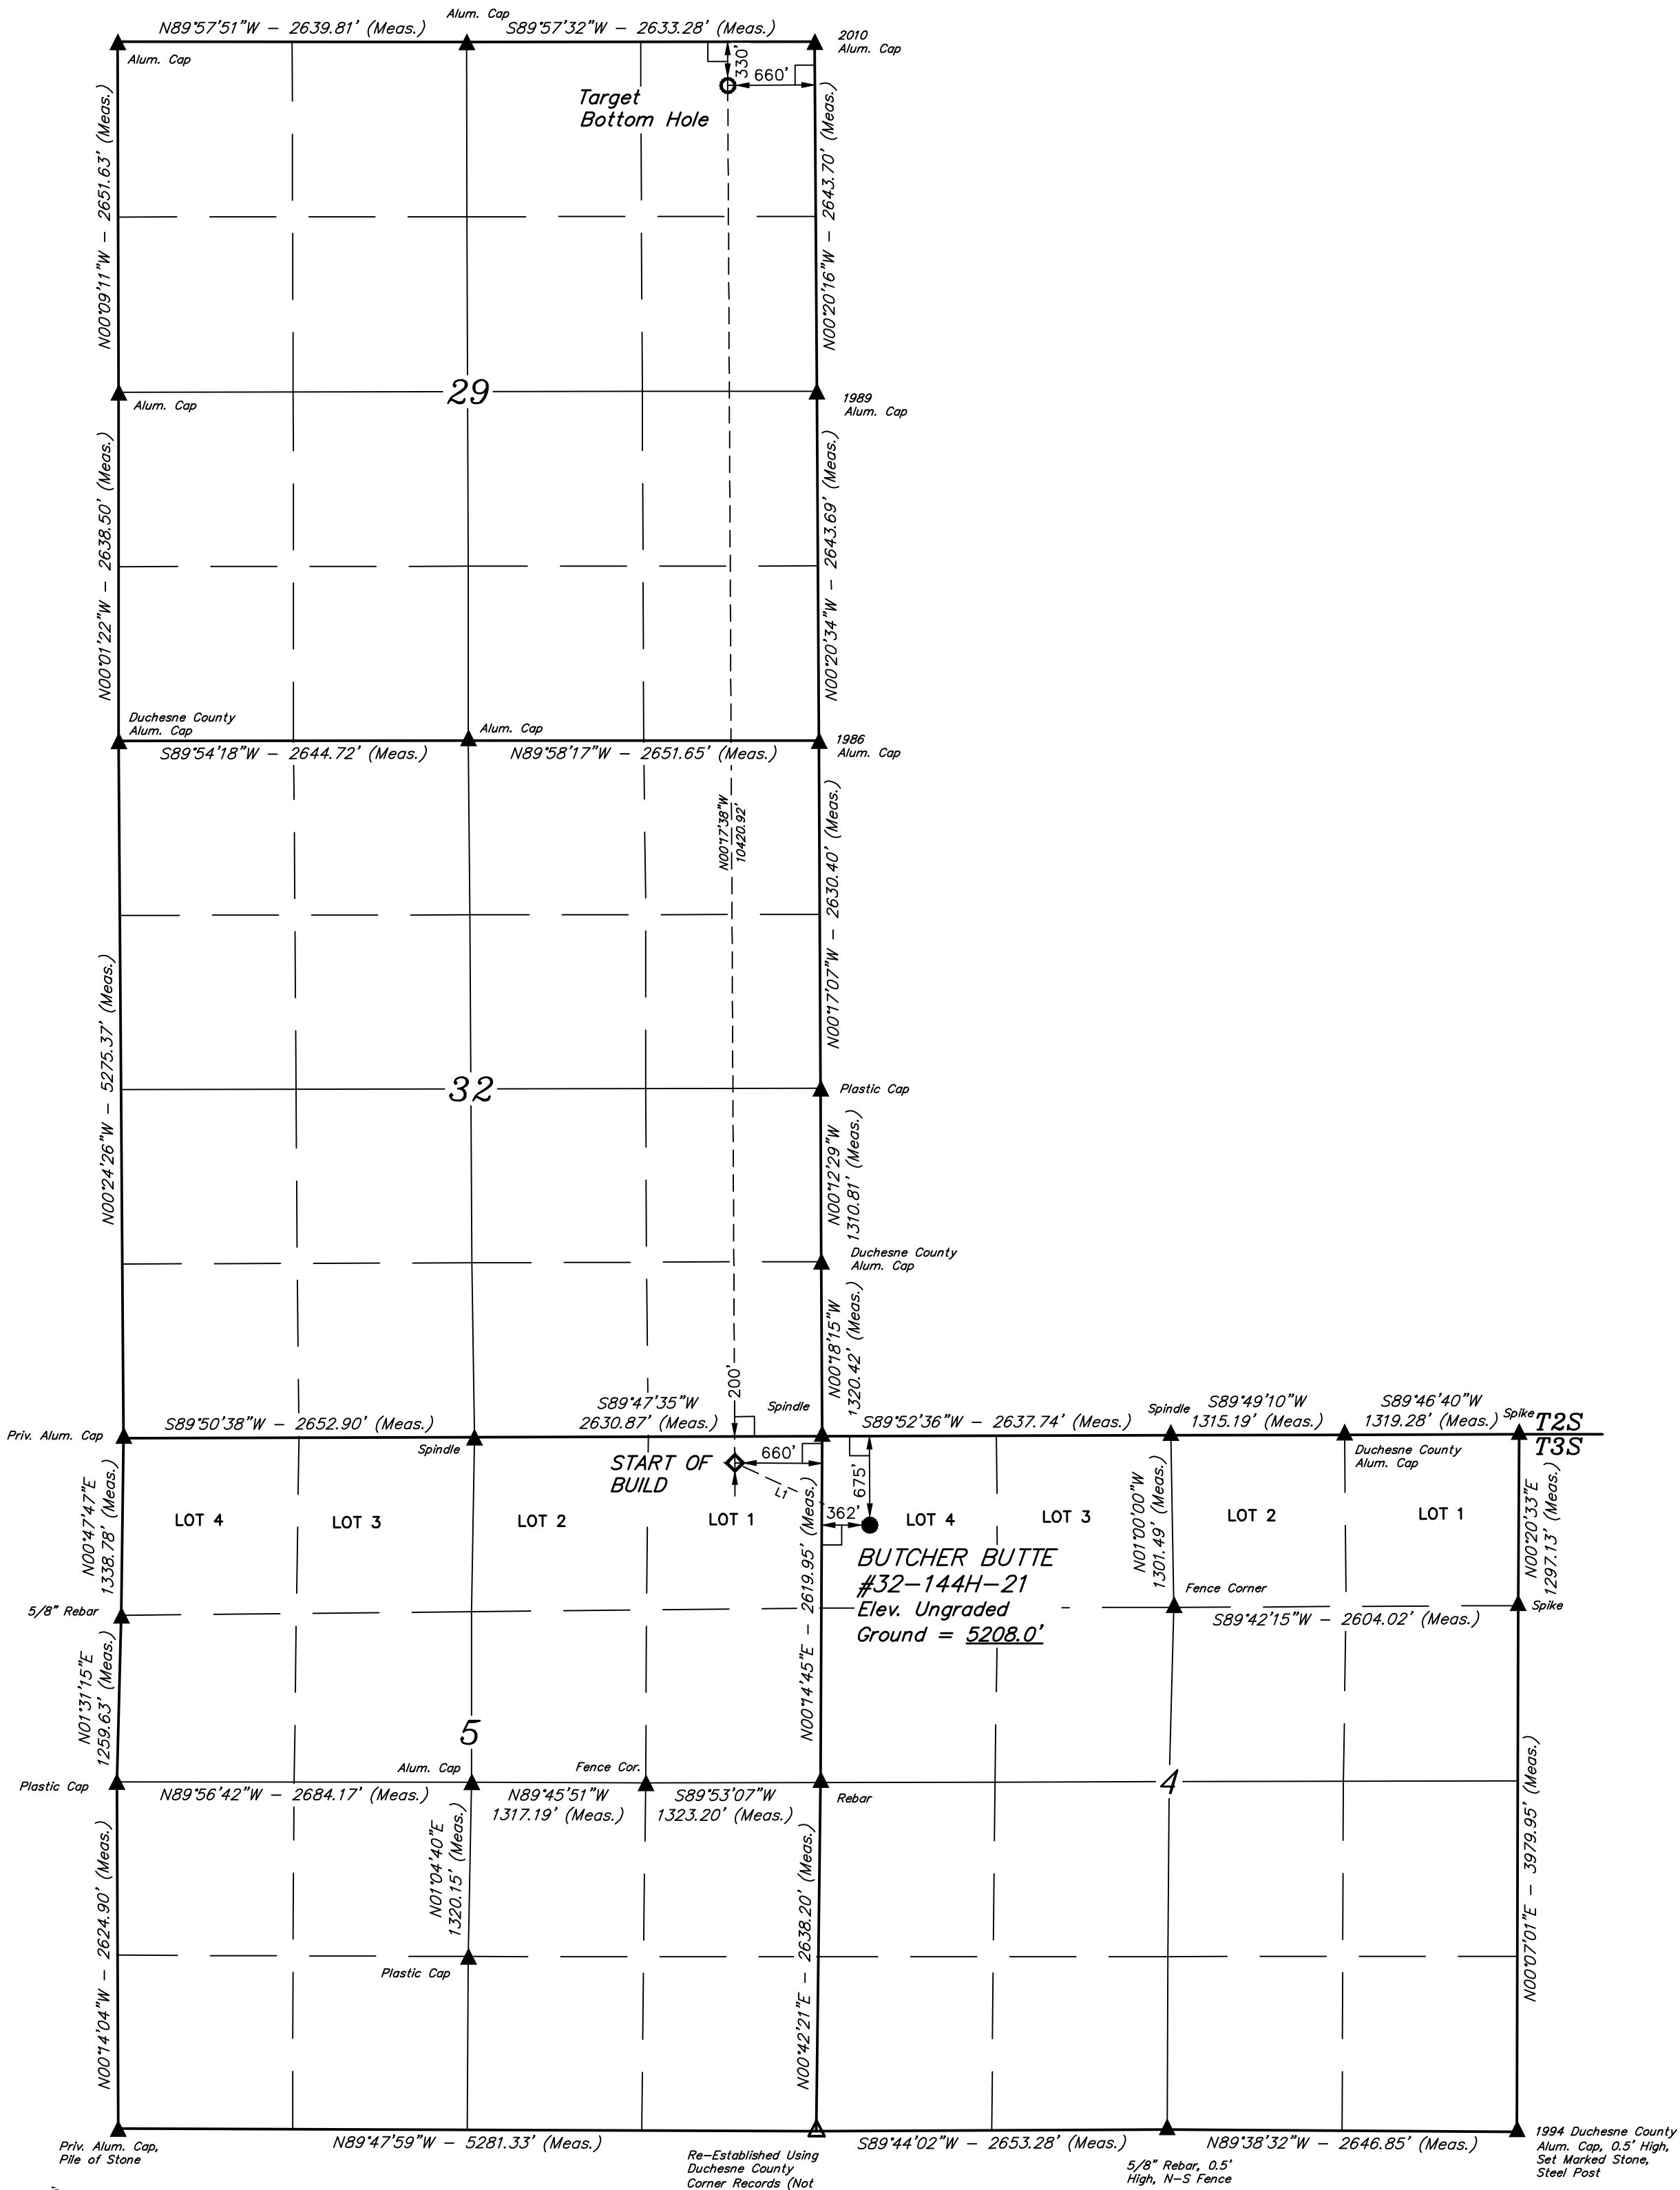 Alum. Cap
N89°57'51"W - 2639.81' (Meas.)
S89°57'32"W - 2633.28' (Meas.)
2010
Alum. Cap
Alum. Cap
330'
660'
Target
Bottom Hole
N00°09'11"W - 2651.63' (Meas.)
N00°20'16"W - 2643.70' (Meas.)
29
Alum. Cap
1989
Alum. Cap
N00°01'22"W - 2638.50' (Meas.)
N00°20'34"W - 2643.69' (Meas.)
Duchesne County
Alum. Cap
Alum. Cap
1986
Alum. Cap
S89°54'18"W - 2644.72' (Meas.)
N89°58'17"W - 2651.65' (Meas.)
N00°17'38"W
10420.92'
N00°17'07"W - 2630.40' (Meas.)
N00°24'26"W - 5275.37' (Meas.)
32
Plastic Cap
N00°12'29"W
1310.81' (Meas.)
Duchesne County
Alum. Cap
N00°18'15"W
1320.42' (Meas.)
200'
S89°50'38"W - 2652.90' (Meas.)
S89°47'35"W
2630.87' (Meas.)
Spindle
S89°52'36"W - 2637.74' (Meas.)
Spindle
S89°49'10"W
1315.19' (Meas.)
S89°46'40"W
1319.28' (Meas.)
Spike
T2S
T3S
Priv. Alum. Cap
Spindle
START OF
BUILD
660'
675'
L1
362'
Duchesne County
Alum. Cap
N00°47'47"E
1338.78' (Meas.)
LOT 4
LOT 3
LOT 2
LOT 1
N00°14'45"E - 2619.95' (Meas.)
LOT 4
LOT 3
N01°00'00"W
1301.49' (Meas.)
LOT 2
LOT 1
N00°20'33"E
1297.13' (Meas.)
BUTCHER BUTTE
#32-144H-21
Elev. Ungraded
Ground = 5208.0'
Fence Corner
S89°42'15"W - 2604.02' (Meas.)
Spike
5/8" Rebar
N01°31'15"E
1259.63' (Meas.)
5
Alum. Cap
Fence Cor.
Plastic Cap
N89°56'42"W - 2684.17' (Meas.)
N89°45'51"W
1317.19' (Meas.)
S89°53'07"W
1323.20' (Meas.)
Rebar
4
N00°07'01"E - 3979.95' (Meas.)
N01°04'40"E
1320.15' (Meas.)
N00°14'04"W - 2624.90' (Meas.)
N00°42'21"E - 2638.20' (Meas.)
Plastic Cap
Priv. Alum. Cap,
Pile of Stone
N89°47'59"W - 5281.33' (Meas.)
Re-Established Using
Duchesne County
Corner Records (Not
S89°44'02"W - 2653.28' (Meas.)
5/8" Rebar, 0.5'
High, N-S Fence
N89°38'32"W - 2646.85' (Meas.)
1994 Duchesne County
Alum. Cap, 0.5' High,
Set Marked Stone,
Steel Post